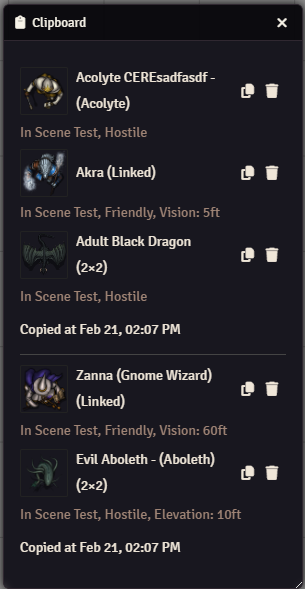 Clipboard
Acolyte CEREsadfasdf -
(Acolyte)
In Scene Test, Hostile
Akra (Linked)
In Scene Test, Friendly, Vision: 5ft
Adult Black Dragon
(2×2)
In Scene Test, Hostile
Copied at Feb 21, 02:07 PM
Zanna (Gnome Wizard)
(Linked)
In Scene Test, Friendly, Vision: 60ft
Evil Aboleth - (Aboleth)
(2×2)
In Scene Test, Hostile, Elevation: 10ft
Copied at Feb 21, 02:07 PM